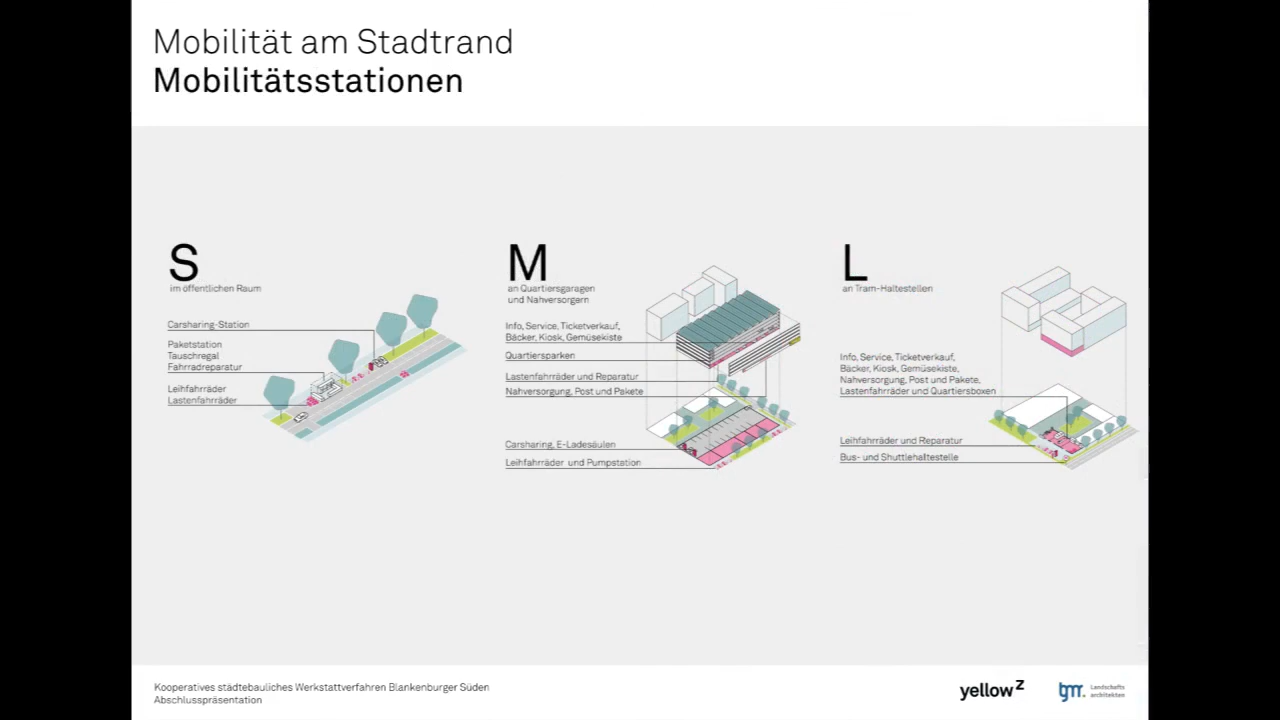 Mobilität am Stadtrand
Mobilitätsstationen
S
im öffentlichen Raum
Carsharing-Station
Paketstation
Tauschregal
Fahrradreparatur
Leihfahrräder
Lastenfahrräder
M
an Quartiersgaragen
und Nahversorgern
Info, Service, Ticketverkauf,
Bäcker, Kiosk, Gemüsekiste
Quartiersparken
Lastenfahrräder und Reparatur
Nahversorgung, Post und Pakete
Carsharing, E-Ladesäulen
Leihfahrräder und Pumpstation
L
an Tram-Haltestellen
Info, Service, Ticketverkauf,
Bäcker, Kiosk, Gemüsekiste,
Nahversorgung, Post und Pakete,
Lastenfahrräder und Quartiersboxen
Leihfahrräder und Reparatur
Bus- und Shuttlehaltestelle
Kooperatives städtebauliches Werkstattverfahren Blankenburger Süden
Abschlusspräsentation
yellow z
tgmr. Landschafts
architekten